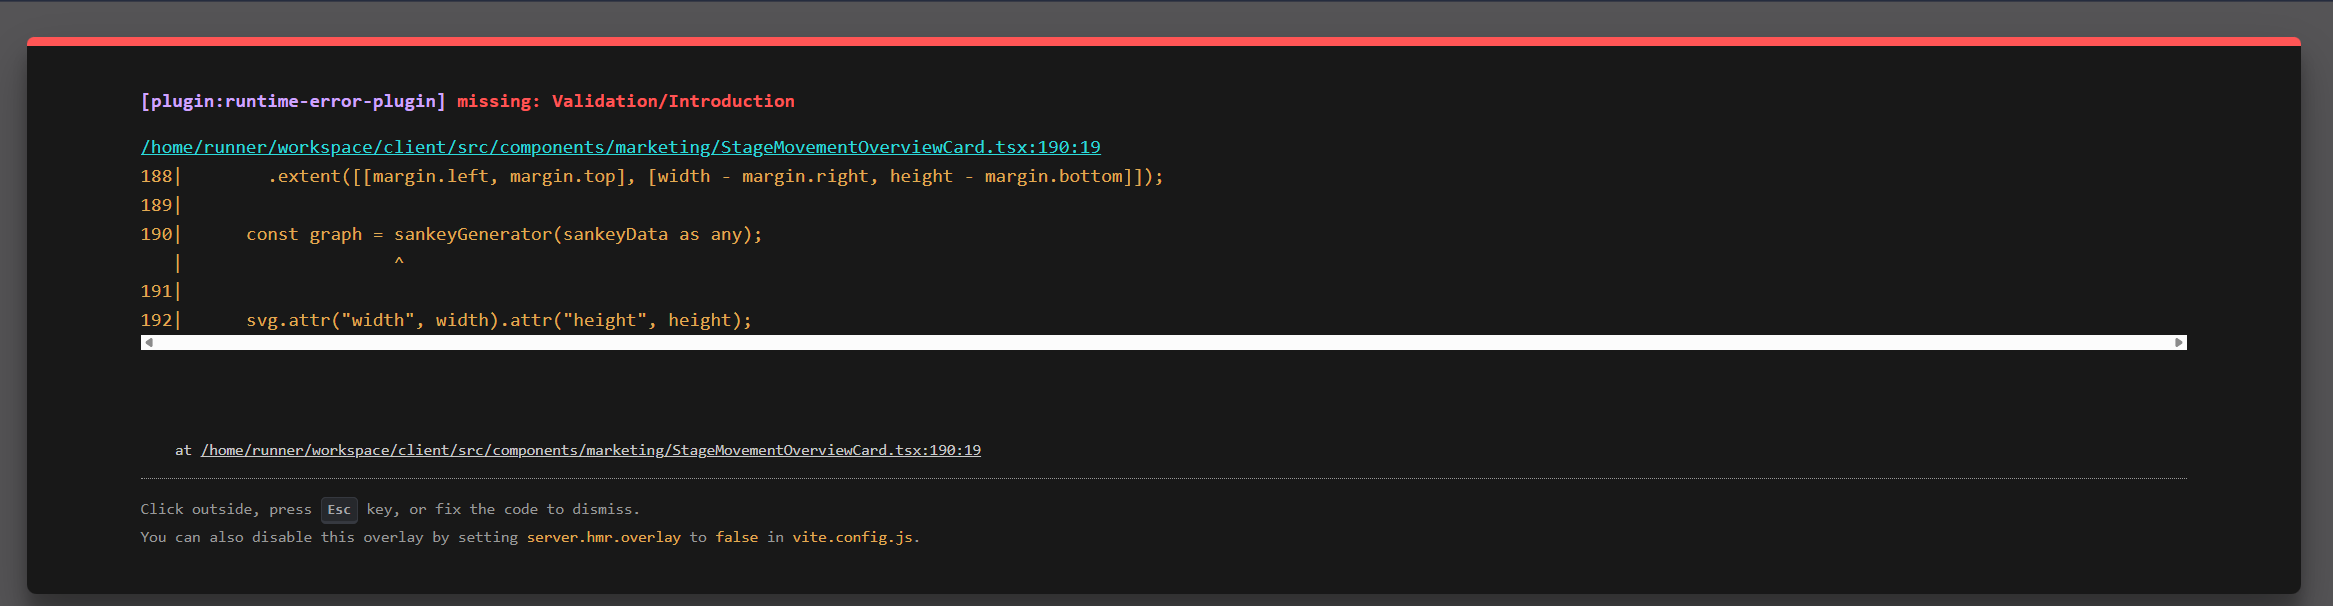 [plugin:runtime-error-plugin] missing: Validation/Introduction
/home/runner/workspace/client/src/components/marketing/StageMovementOverviewCard.tsx:190:19
188|        .extent([[margin.left, margin.top], [width - margin.right, height - margin.bottom]]);
189|
190|      const graph = sankeyGenerator(sankeyData as any);
   |                    ^
191|
192|      svg.attr("width", width).attr("height", height);
at /home/runner/workspace/client/src/components/marketing/StageMovementOverviewCard.tsx:190:19
Click outside, press Esc key, or fix the code to dismiss.
You can also disable this overlay by setting server.hmr.overlay to false in vite.config.js.